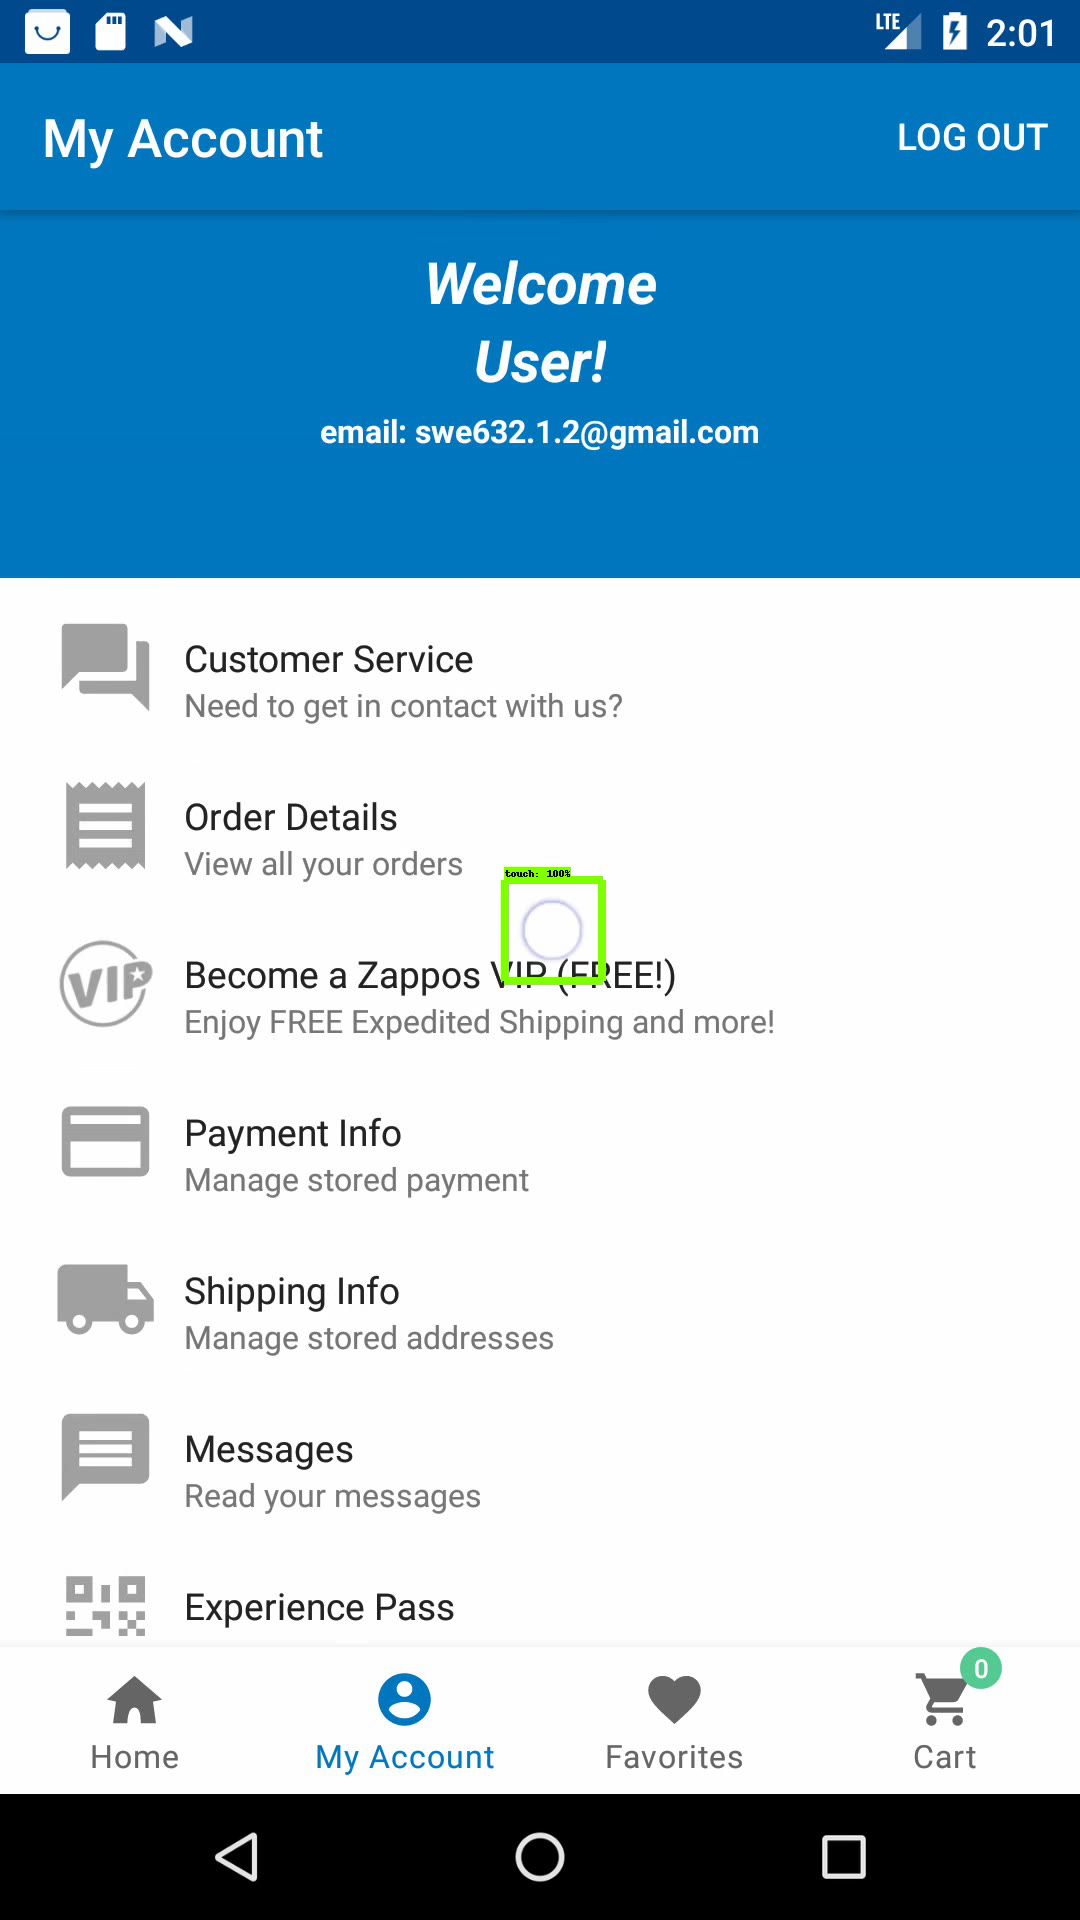 LTE 2:01
My Account LOG OUT
Welcome
User!
email: swe632.1.2@gmail.com
Customer Service
Need to get in contact with us?
Order Details
View all your orders
touch: 100%
VIP
Become a Zappos VIP (FREE!)
Enjoy FREE Expedited Shipping and more!
Payment Info
Manage stored payment
Shipping Info
Manage stored addresses
Messages
Read your messages
Experience Pass
0
Home My Account Favorites Cart